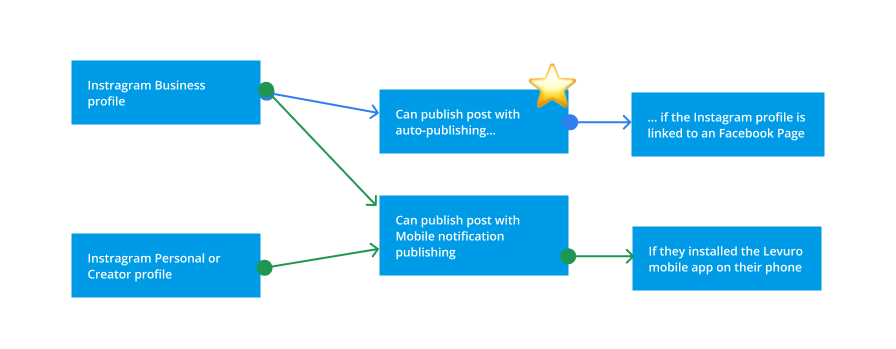 Instragram Business
profile
Can publish post with
auto-publishing...
... if the Instagram profile is
linked to an Facebook Page
Can publish post with
Mobile notification
publishing
Instragram Personal or
Creator profile
If they installed the Levuro
mobile app on their phone